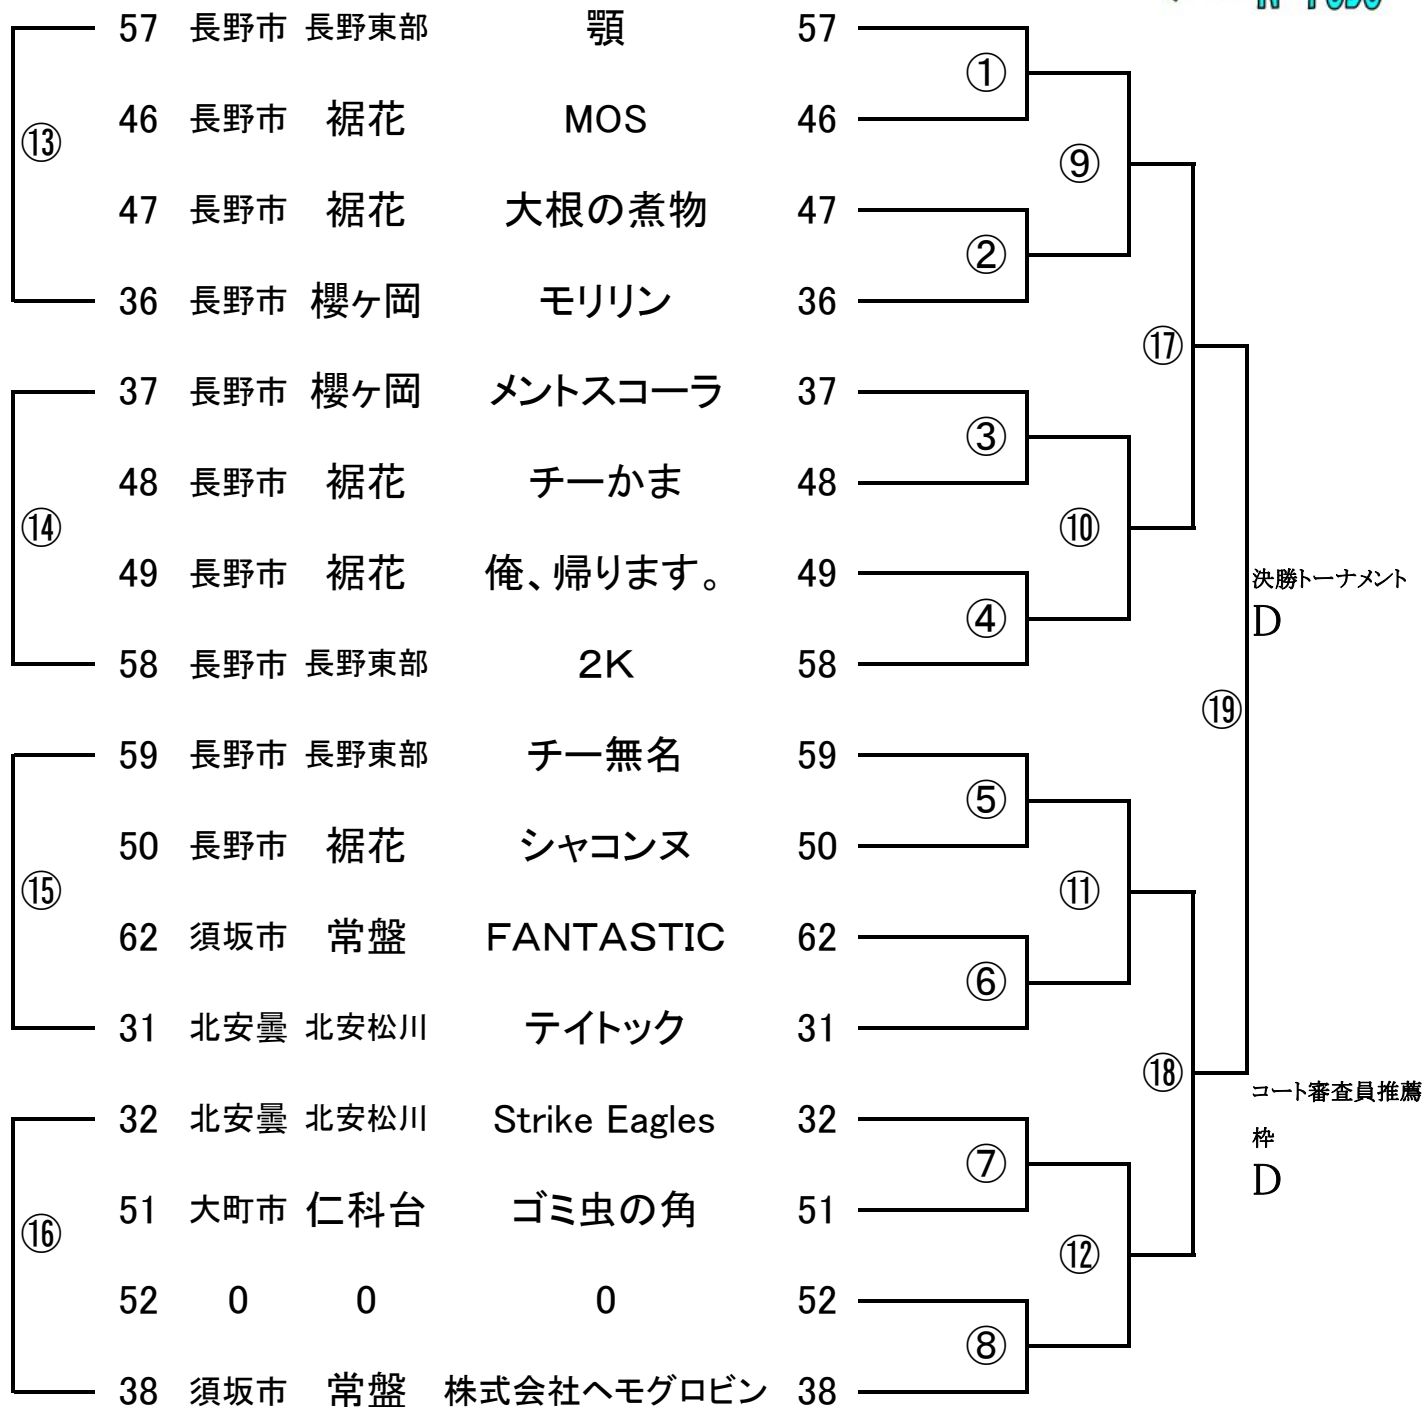 57 長野市 長野東部 顎 57
①
46 長野市 裾花 MOS 46
⑬
⑨
47 長野市 裾花 大根の煮物 47
②
36 長野市 櫻ヶ岡 モリリン 36
⑰
37 長野市 櫻ヶ岡 メントスコーラ 37
③
48 長野市 裾花 チーかま 48
⑭
⑩
49 長野市 裾花 俺、帰ります。 49
決勝トーナメント
D
④
58 長野市 長野東部 2K 58
⑲
59 長野市 長野東部 チー無名 59
⑤
50 長野市 裾花 シャコンヌ 50
⑮
⑪
62 須坂市 常盤 FANTASTIC 62
⑥
31 北安曇 北安松川 テイトック 31
⑱
コート審査員推薦
枠
D
32 北安曇 北安松川 Strike Eagles 32
⑦
51 大町市 仁科台 ゴミ虫の角 51
⑯
⑫
52 0 0 0 52
⑧
38 須坂市 常盤 株式会社ヘモグロビン 38